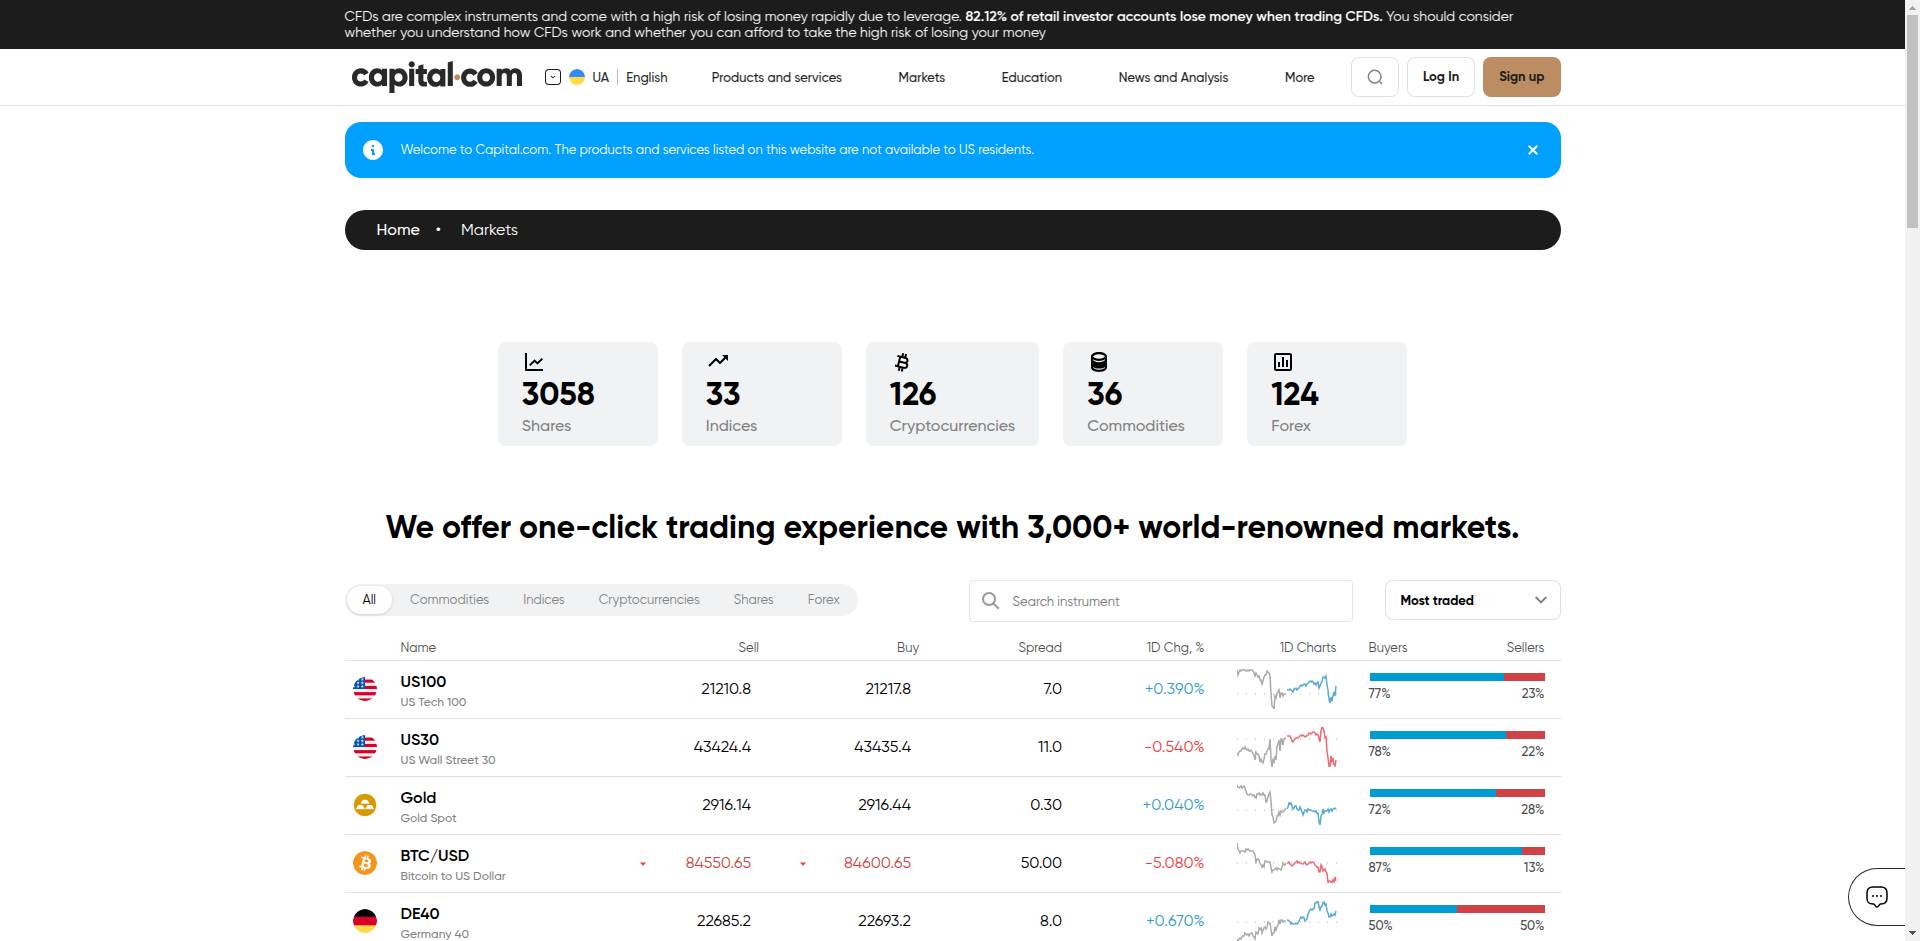 CFDs are complex instruments and come with a high risk of losing money rapidly due to leverage. 82.12% of retail investor accounts lose money when trading CFDs. You should consider
whether you understand how CFDs work and whether you can afford to take the high risk of losing your money
capital.com UA English Products and services Markets Education News and Analysis More Log In Sign up
Welcome to Capital.com. The products and services listed on this website are not available to US residents.
Home • Markets
3058 33 126 36 124
Shares Indices Cryptocurrencies Commodities Forex
We offer one-click trading experience with 3,000+ world-renowned markets.
All Commodities Indices Cryptocurrencies Shares Forex Search instrument Most traded
Name Sell Buy Spread 1D Chg, % 1D Charts Buyers Sellers
US100 21210.8 21217.8 7.0 +0.390% 77% 23%
US Tech 100
US30 43424.4 43435.4 11.0 -0.540% 78% 22%
US Wall Street 30
Gold 2916.14 2916.44 0.30 +0.040% 72% 28%
Gold Spot
BTC/USD 84550.65 84600.65 50.00 -5.080% 87% 13%
Bitcoin to US Dollar
DE40 22685.2 22693.2 8.0 +0.670% 50% 50%
Germany 40